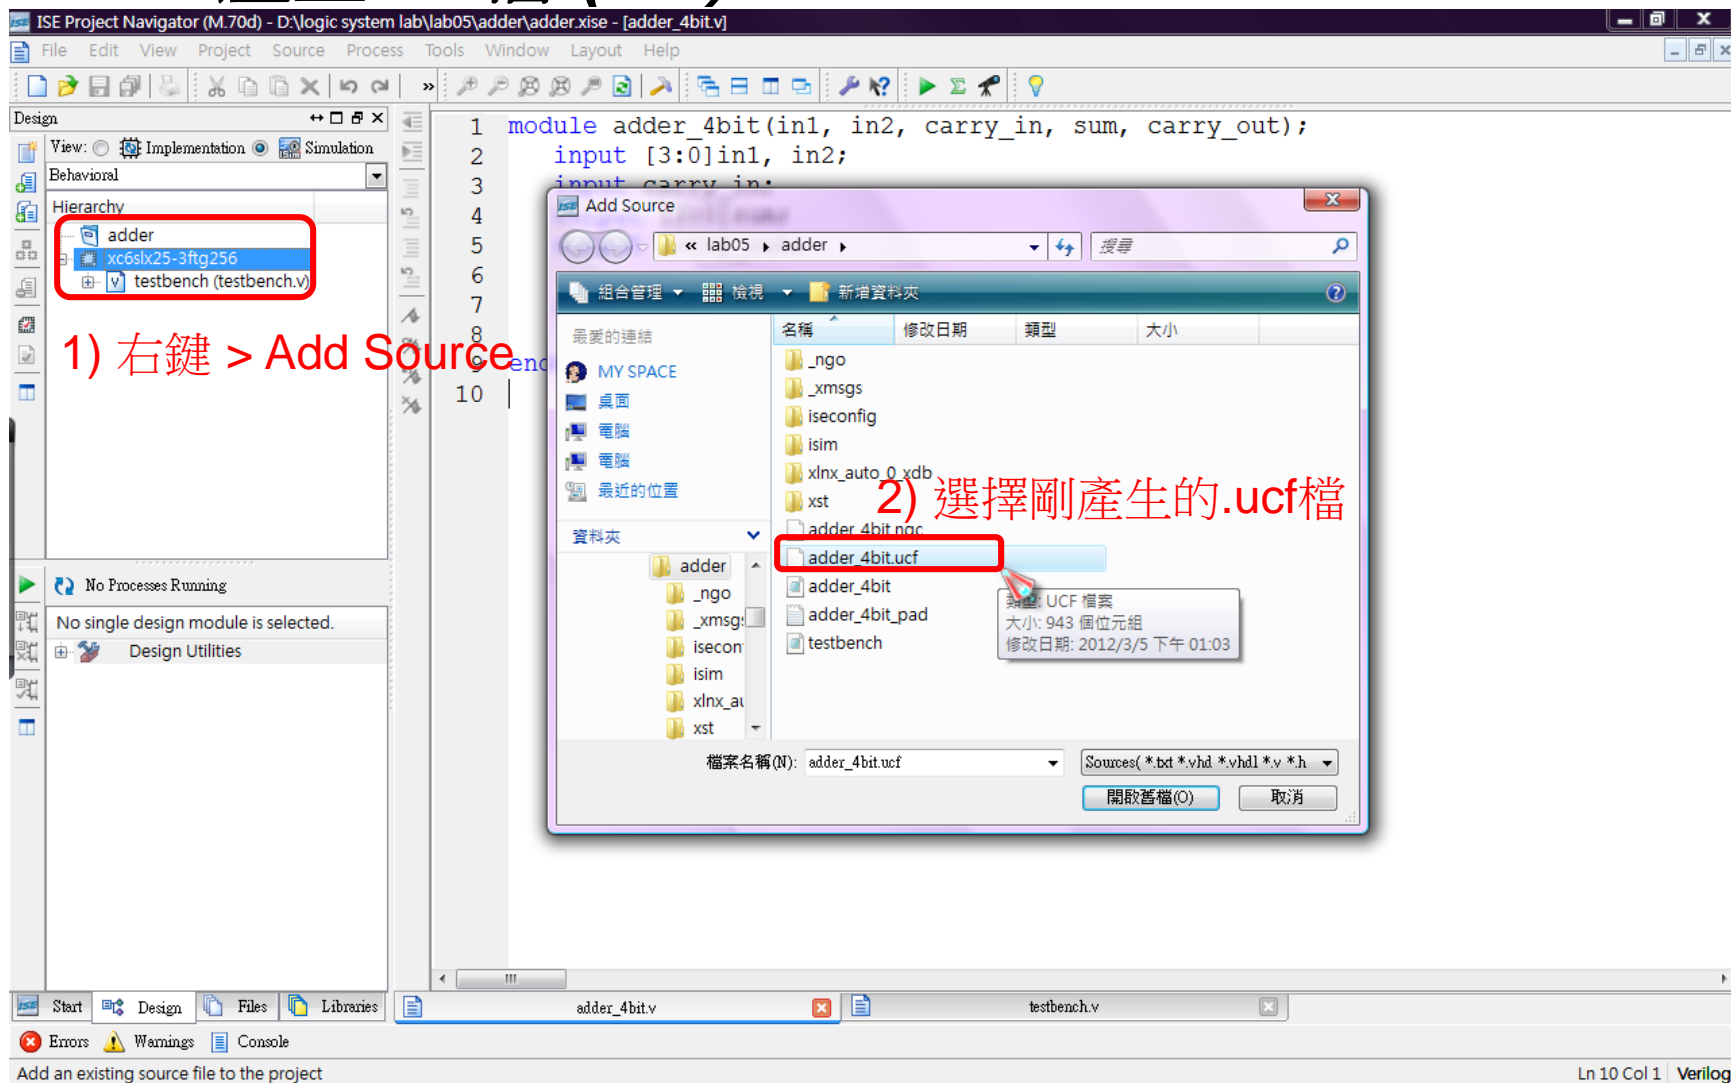 ISE Project Navigator (M.70d) - D:\logic system lab\lab05\adder\adder.xise - [adder_4bit.v]
File Edit View Project Source Process Tools Window Layout Help
Design
View: Implementation Simulation
Behavioral
Hierarchy
adder
xc6slx25-3ftg256
testbench (testbench.v)
1) 右鍵 > Add Source
No Processes Running
No single design module is selected.
Design Utilities
Start Design Files Libraries
1 module adder_4bit(in1, in2, carry_in, sum, carry_out);
2 input [3:0]in1, in2;
3 input carry_in;
4
5
6
7
8
9
10
Add Source
« lab05 adder
搜尋
組合管理 檢視 新增資料夾
最愛的連結
MY SPACE
桌面
電腦
電腦
最近的位置
資料夾
adder
_ngo
_xmsg
isecon
isim
xlnx_au
xst
名稱 修改日期 類型 大小
_ngo
_xmsgs
iseconfig
isim
xlnx_auto_0_xdb
xst
2) 選擇剛產生的.ucf檔
adder_4bit.ngc
adder_4bit.ucf
adder_4bit
adder_4bit_pad
testbench
類型: UCF 檔案
大小: 943 個位元組
修改日期: 2012/3/5 下午 01:03
檔案名稱(N): adder_4bit.ucf
Sources( *.txt *.vhd *.vhdl *.v *.h
開啟舊檔(O) 取消
adder_4bit.v
testbench.v
Errors Warnings Console
Add an existing source file to the project
Ln 10 Col 1 Verilog